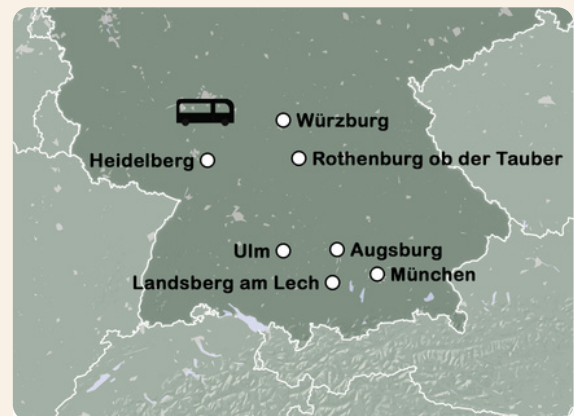 Würzburg
Heidelberg
Rothenburg ob der Tauber
Ulm
Augsburg
München
Landsberg am Lech